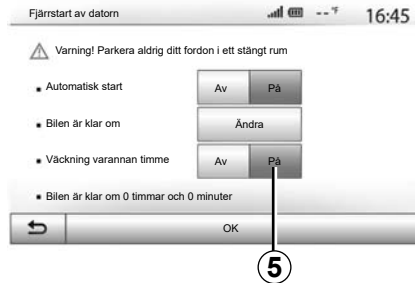 Fjärrstart av datorn
--°F
16:45
Varning! Parkera aldrig ditt fordon i ett stängt rum
Automatisk start
Av
På
Bilen är klar om
Ändra
Väckning varannan timme
Av
På
Bilen är klar om 0 timmar och 0 minuter
OK
5